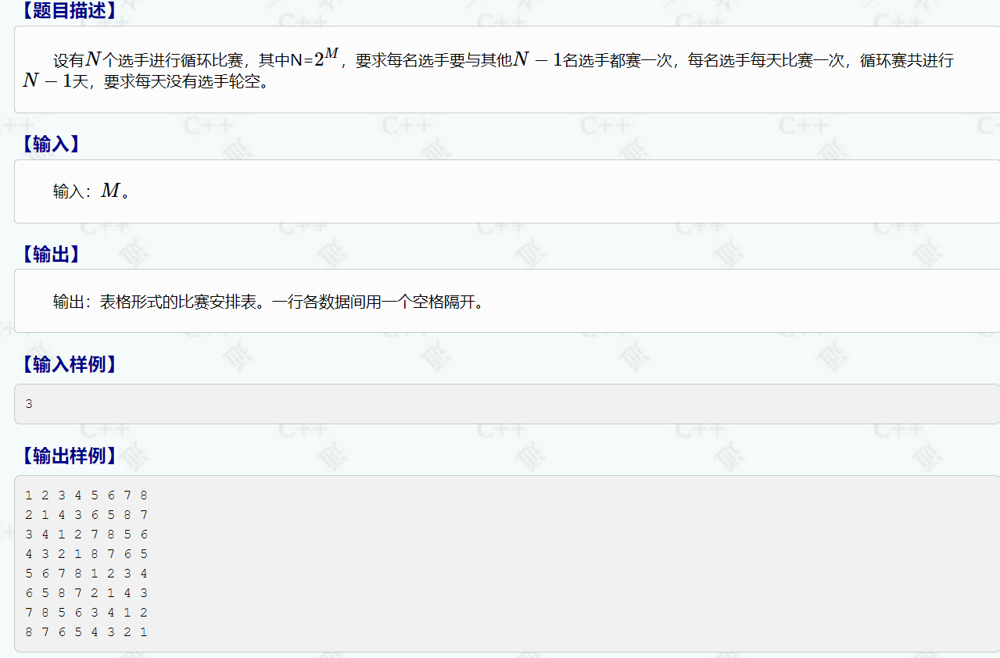 【题目描述】
设有N个选手进行循环比赛，其中N=2^M，要求每名选手要与其他N − 1名选手都赛一次，每名选手每天比赛一次，循环赛共进行
N − 1天，要求每天没有选手轮空。
【输入】
输入：M。
【输出】
输出：表格形式的比赛安排表。一行各数据间用一个空格隔开。
【输入样例】
3
【输出样例】
1 2 3 4 5 6 7 8
2 1 4 3 6 5 8 7
3 4 1 2 7 8 5 6
4 3 2 1 8 7 6 5
5 6 7 8 1 2 3 4
6 5 8 7 2 1 4 3
7 8 5 6 3 4 1 2
8 7 6 5 4 3 2 1